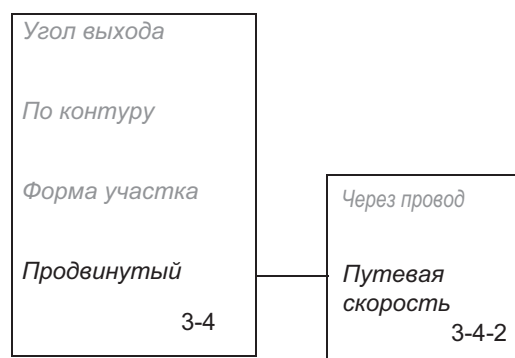 Угол выхода
По контуру
Форма участка
Продвинутый
3-4
Через провод
Путевая
скорость
3-4-2